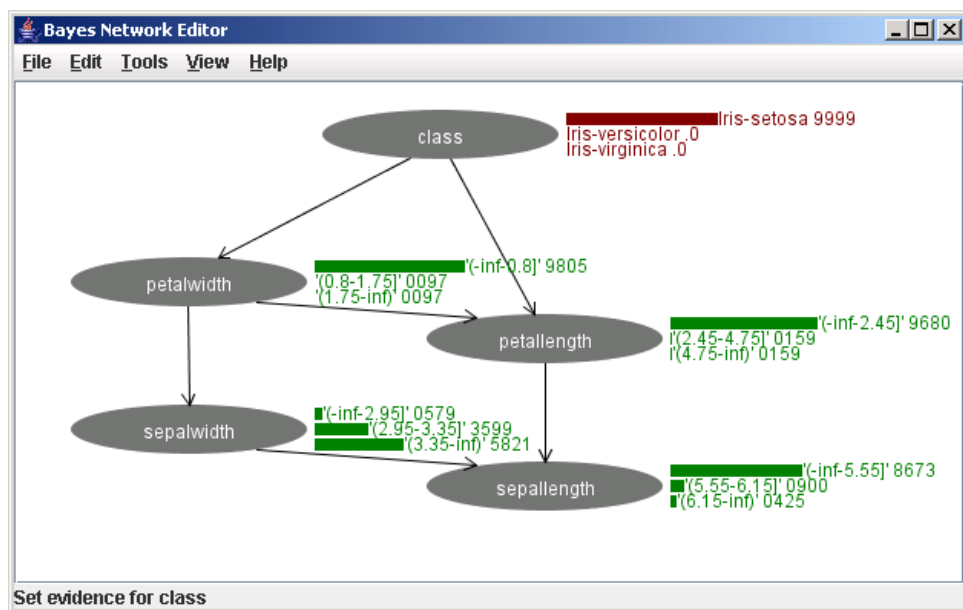 Bayes Network Editor
File Edit Tools View Help
class
Iris-setosa 9999
Iris-versicolor .0
Iris-virginica .0
petalwidth
'(-inf-0.8]' 9805
'(0.8-1.75]' 0097
'(1.75-inf)' 0097
petallength
'(-inf-2.45]' 9680
'(2.45-4.75]' 0159
'(4.75-inf)' 0159
sepalwidth
'(-inf-2.95]' 0579
'(2.95-3.35]' 3599
'(3.35-inf)' 5821
sepallength
'(-inf-5.55]' 8673
'(5.55-6.15]' 0900
'(6.15-inf)' 0425
Set evidence for class